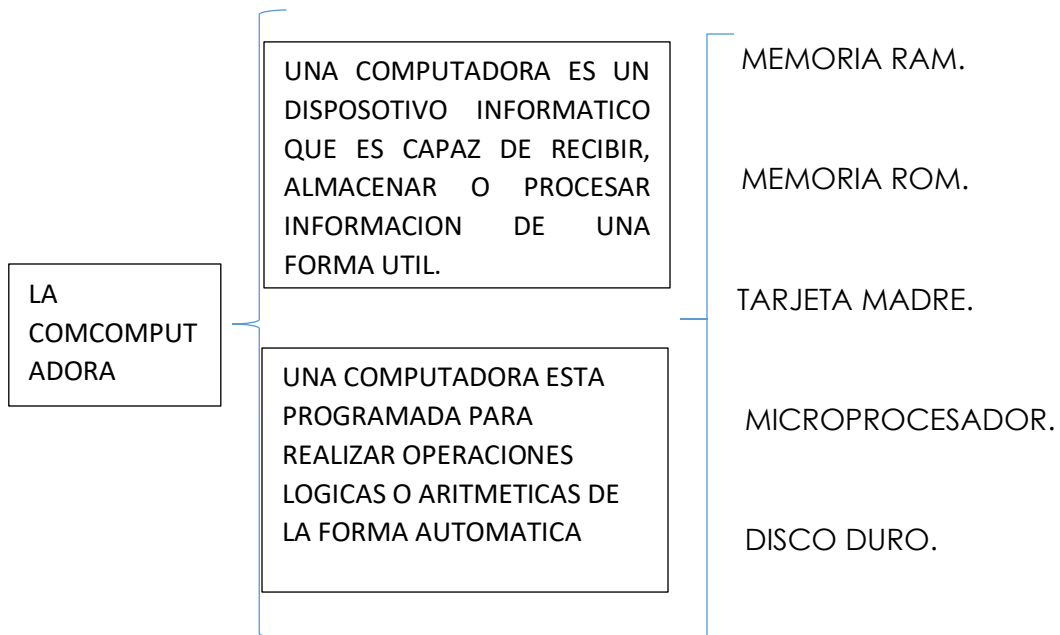 LA
COMCOMPUT
ADORA
UNA COMPUTADORA ES UN
DISPOSOTIVO INFORMATICO
QUE ES CAPAZ DE RECIBIR,
ALMACENAR O PROCESAR
INFORMACION DE UNA
FORMA UTIL.
UNA COMPUTADORA ESTA
PROGRAMADA PARA
REALIZAR OPERACIONES
LOGICAS O ARITMETICAS DE
LA FORMA AUTOMATICA
MEMORIA RAM.
MEMORIA ROM.
TARJETA MADRE.
MICROPROCESADOR.
DISCO DURO.